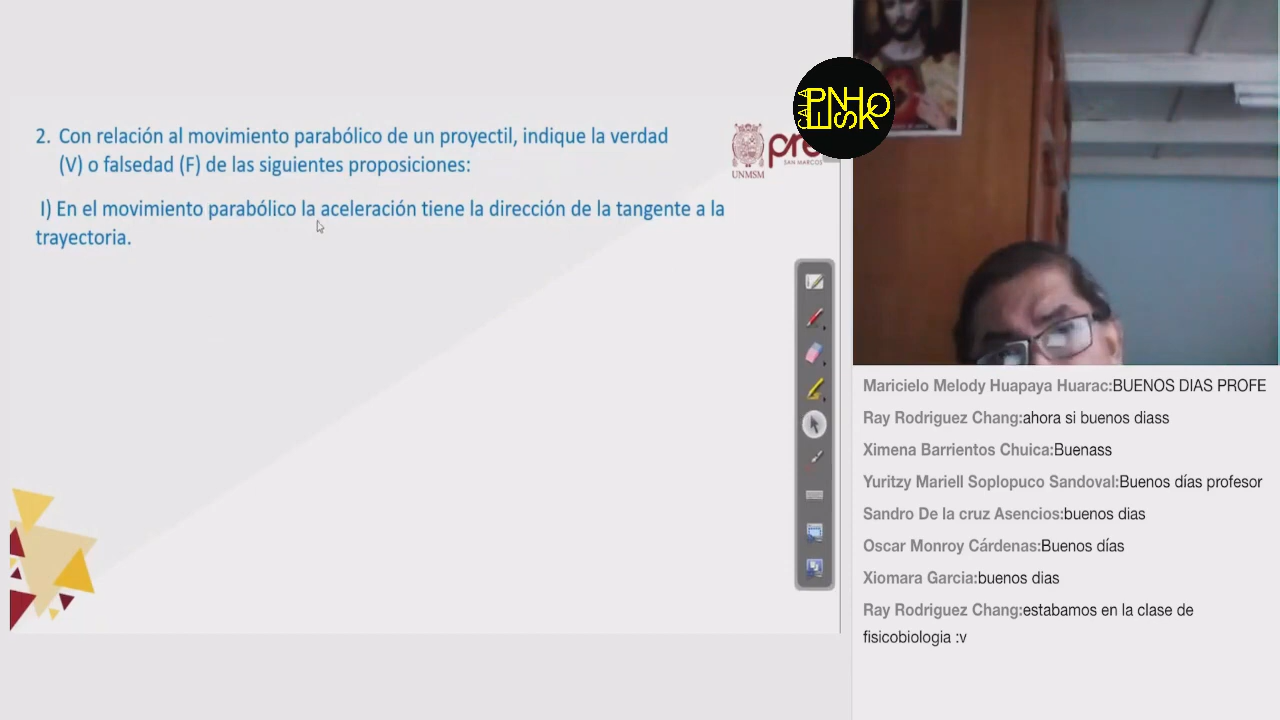 2. Con relación al movimiento parabólico de un proyectil, indique la verdad
(V) o falsedad (F) de las siguientes proposiciones:
I) En el movimiento parabólico la aceleración tiene la dirección de la tangente a la
trayectoria.
UNMSM
SAN MARCOS
Maricielo Melody Huapaya Huarac:BUENOS DIAS PROFE
Ray Rodriguez Chang:ahora si buenos diass
Ximena Barrientos Chuica:Buenass
Yuritzy Mariell Soplopuco Sandoval:Buenos días profesor
Sandro De la cruz Asencios:buenos dias
Oscar Monroy Cárdenas:Buenos días
Xiomara Garcia:buenos dias
Ray Rodriguez Chang:estabamos en la clase de
fisicobiologia :v